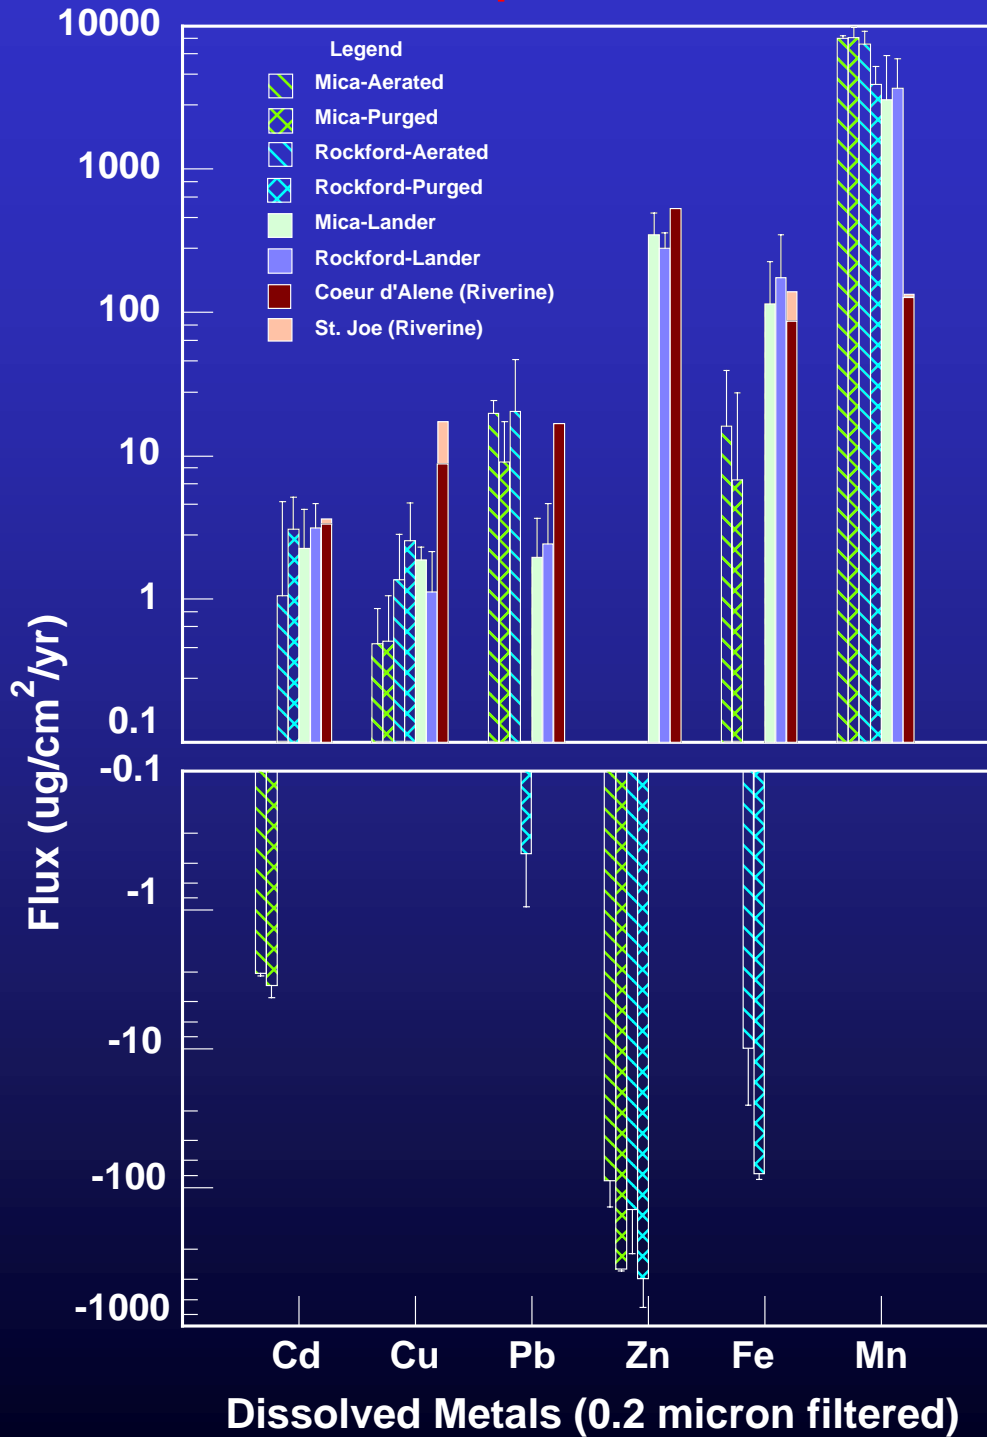 10000
1000
100
10
1
0.1
-0.1
-1
-10
-100
-1000
Flux (ug/cm²/yr)
Legend
Mica-Aerated
Mica-Purged
Rockford-Aerated
Rockford-Purged
Mica-Lander
Rockford-Lander
Coeur d'Alene (Riverine)
St. Joe (Riverine)
Cd Cu Pb Zn Fe Mn
Dissolved Metals (0.2 micron filtered)